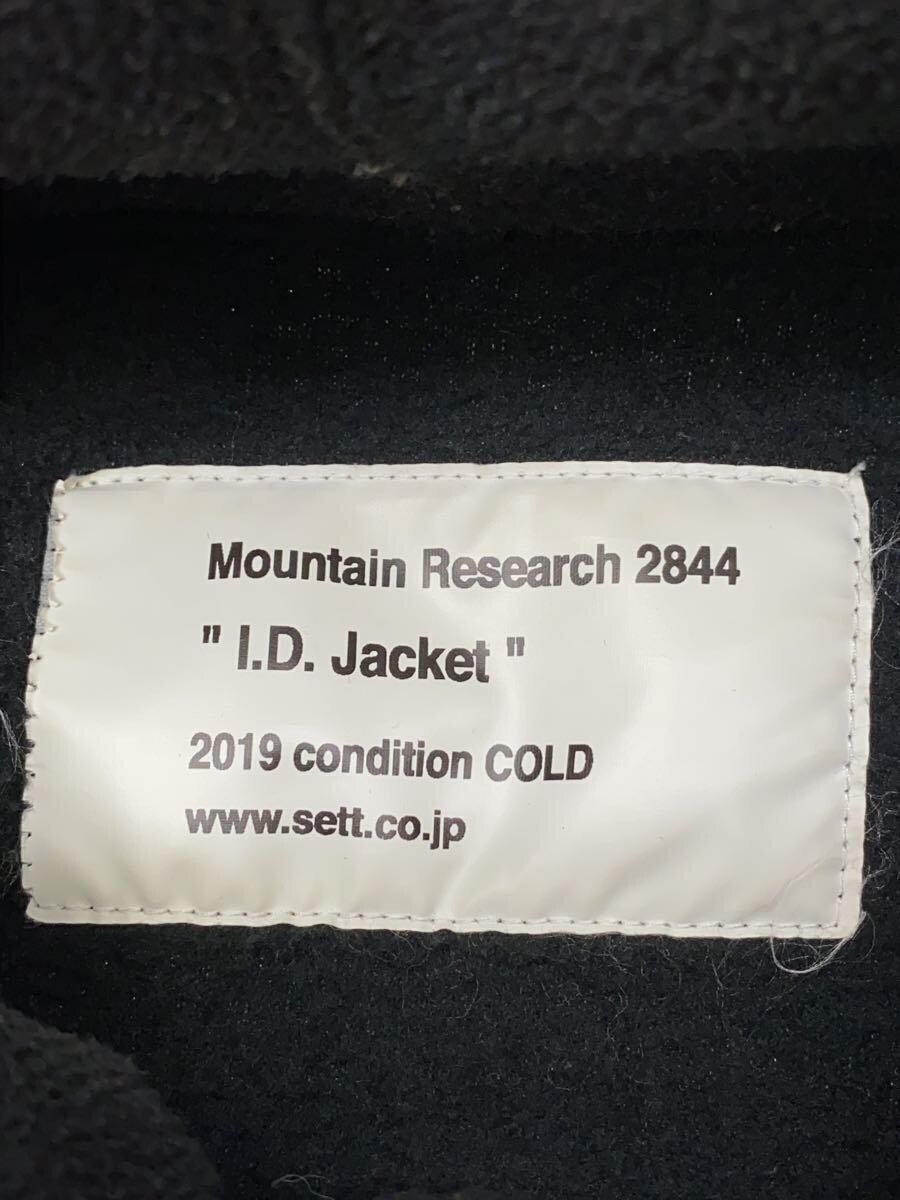 Mountain Research 2844
" I.D. Jacket "
2019 condition COLD
www.sett.co.jp